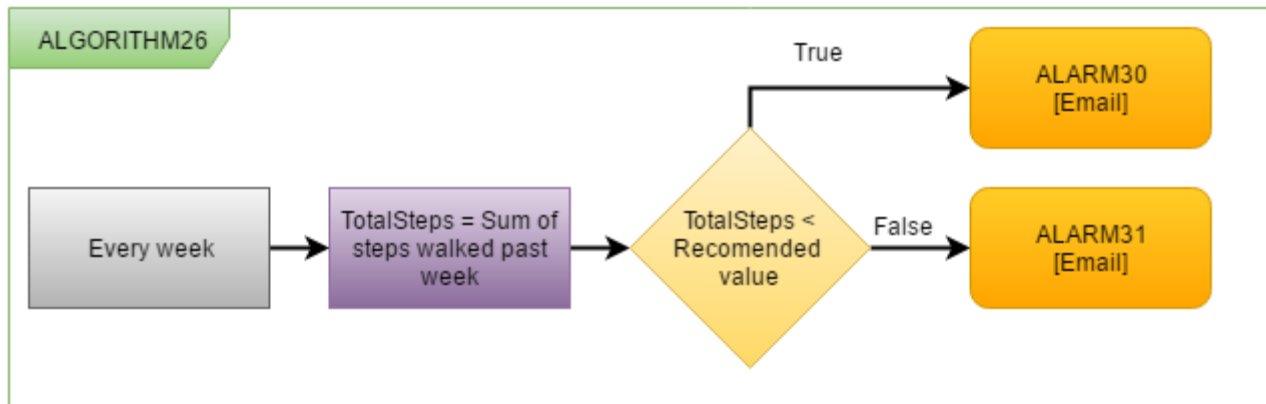 ALGORITHM26
True
ALARM30
[Email]
Every week
TotalSteps = Sum of
steps walked past
week
TotalSteps <
Recomended
value
False
ALARM31
[Email]